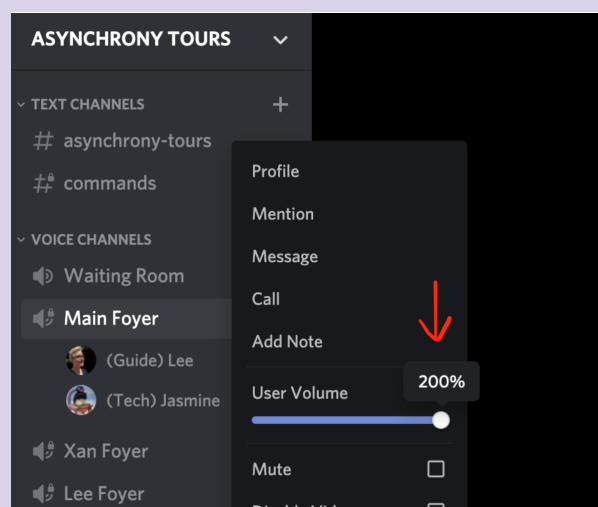 ASYNCHRONY TOURS
TEXT CHANNELS
asynchrony-tours
commands
VOICE CHANNELS
Waiting Room
Main Foyer
(Guide) Lee
(Tech) Jasmine
Xan Foyer
Lee Foyer
Profile
Mention
Message
Call
Add Note
200%
User Volume
Mute